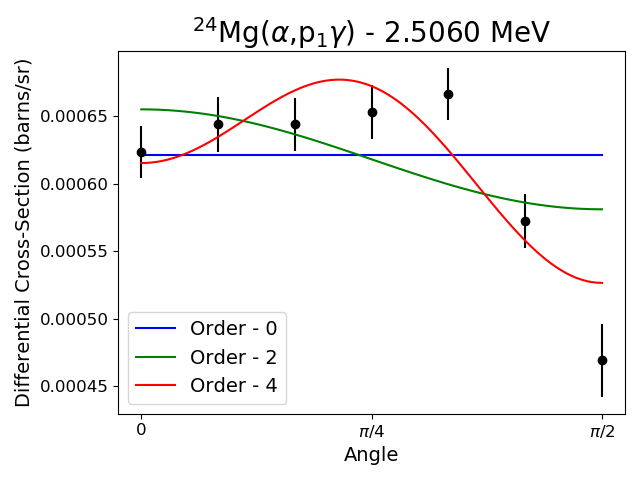 ²⁴Mg(α,p₁γ) - 2.5060 MeV
Differential Cross-Section (barns/sr)
0.00065
0.00060
0.00055
0.00050
0.00045
Order - 0
Order - 2
Order - 4
0
π/4
π/2
Angle